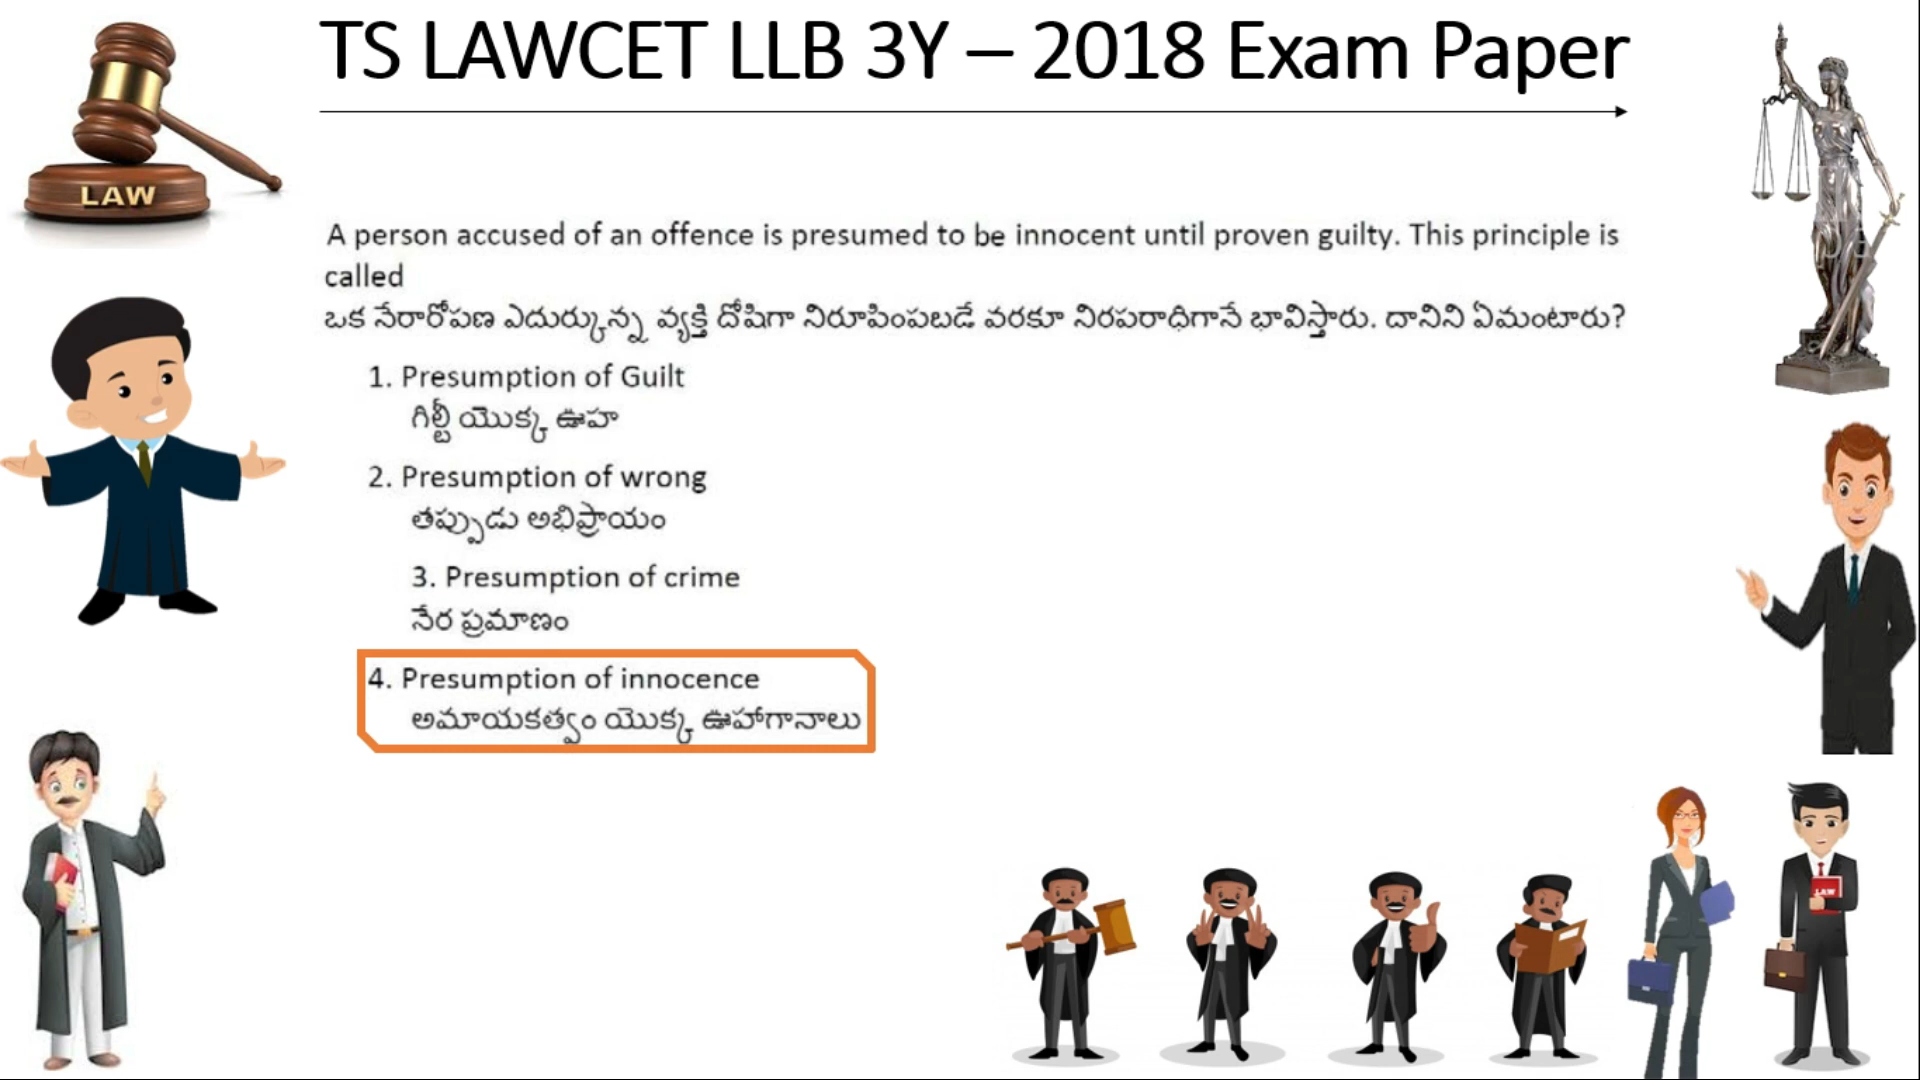 TS LAWCET LLB 3Y – 2018 Exam Paper
LAW
A person accused of an offence is presumed to be innocent until proven guilty. This principle is
called
ఒక నేరారోపణ ఎదుర్కున్న వ్యక్తి దోషిగా నిరూపింపబడే వరకూ నిరపరాధిగానే భావిస్తారు. దానిని ఏమంటారు?
1. Presumption of Guilt
గిల్టీ యొక్క ఊహ
2. Presumption of wrong
తప్పుడు అభిప్రాయం
3. Presumption of crime
నేర ప్రమాణం
4. Presumption of innocence
అమాయకత్వం యొక్క ఊహాగానాలు
LAW